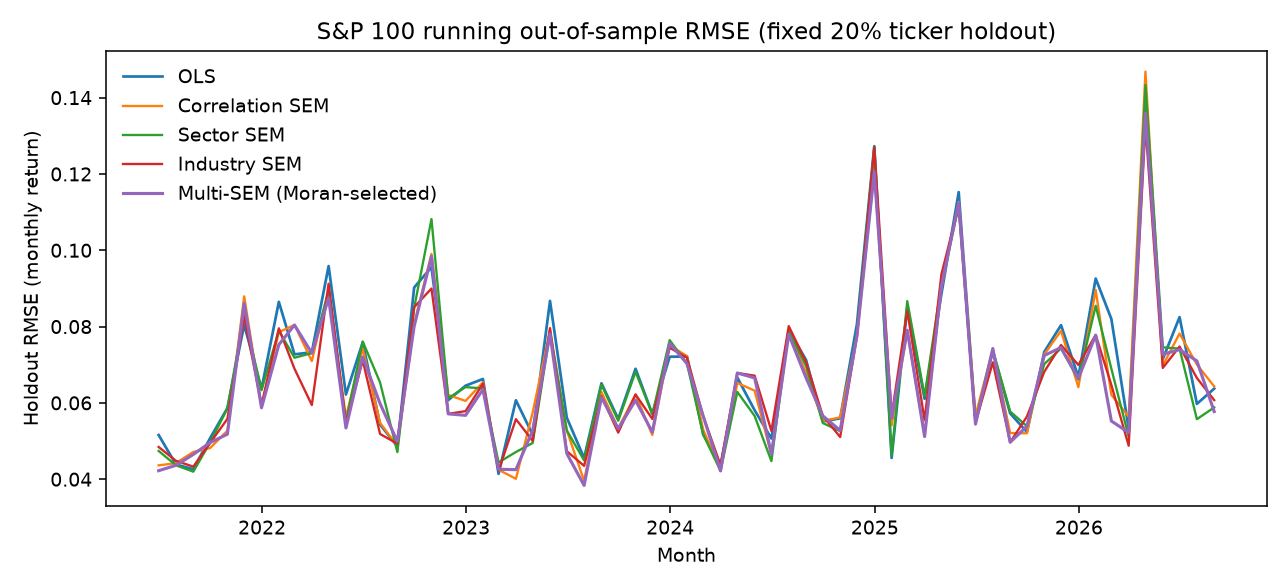 S&P 100 running out-of-sample RMSE (fixed 20% ticker holdout)
OLS
Correlation SEM
Sector SEM
Industry SEM
Multi-SEM (Moran-selected)
Holdout RMSE (monthly return)
0.14
0.12
0.10
0.08
0.06
0.04
2022
2023
2024
2025
2026
Month